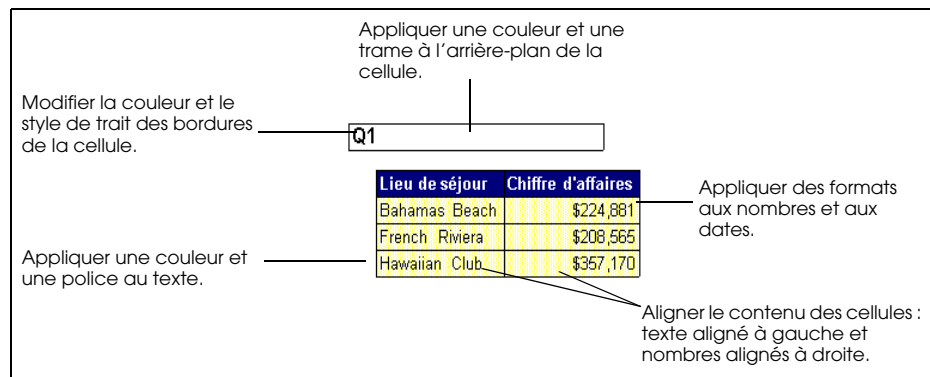 Appliquer une couleur et une
trame à l'arrière-plan de la
cellule.
Modifier la couleur et le
style de trait des bordures
de la cellule.
Q1
Lieu de séjour Chiffre d'affaires
Bahamas Beach $224,881
French Riviera $208,565
Hawaiian Club $357,170
Appliquer des formats
aux nombres et aux
dates.
Appliquer une couleur et
une police au texte.
Aligner le contenu des cellules :
texte aligné à gauche et
nombres alignés à droite.